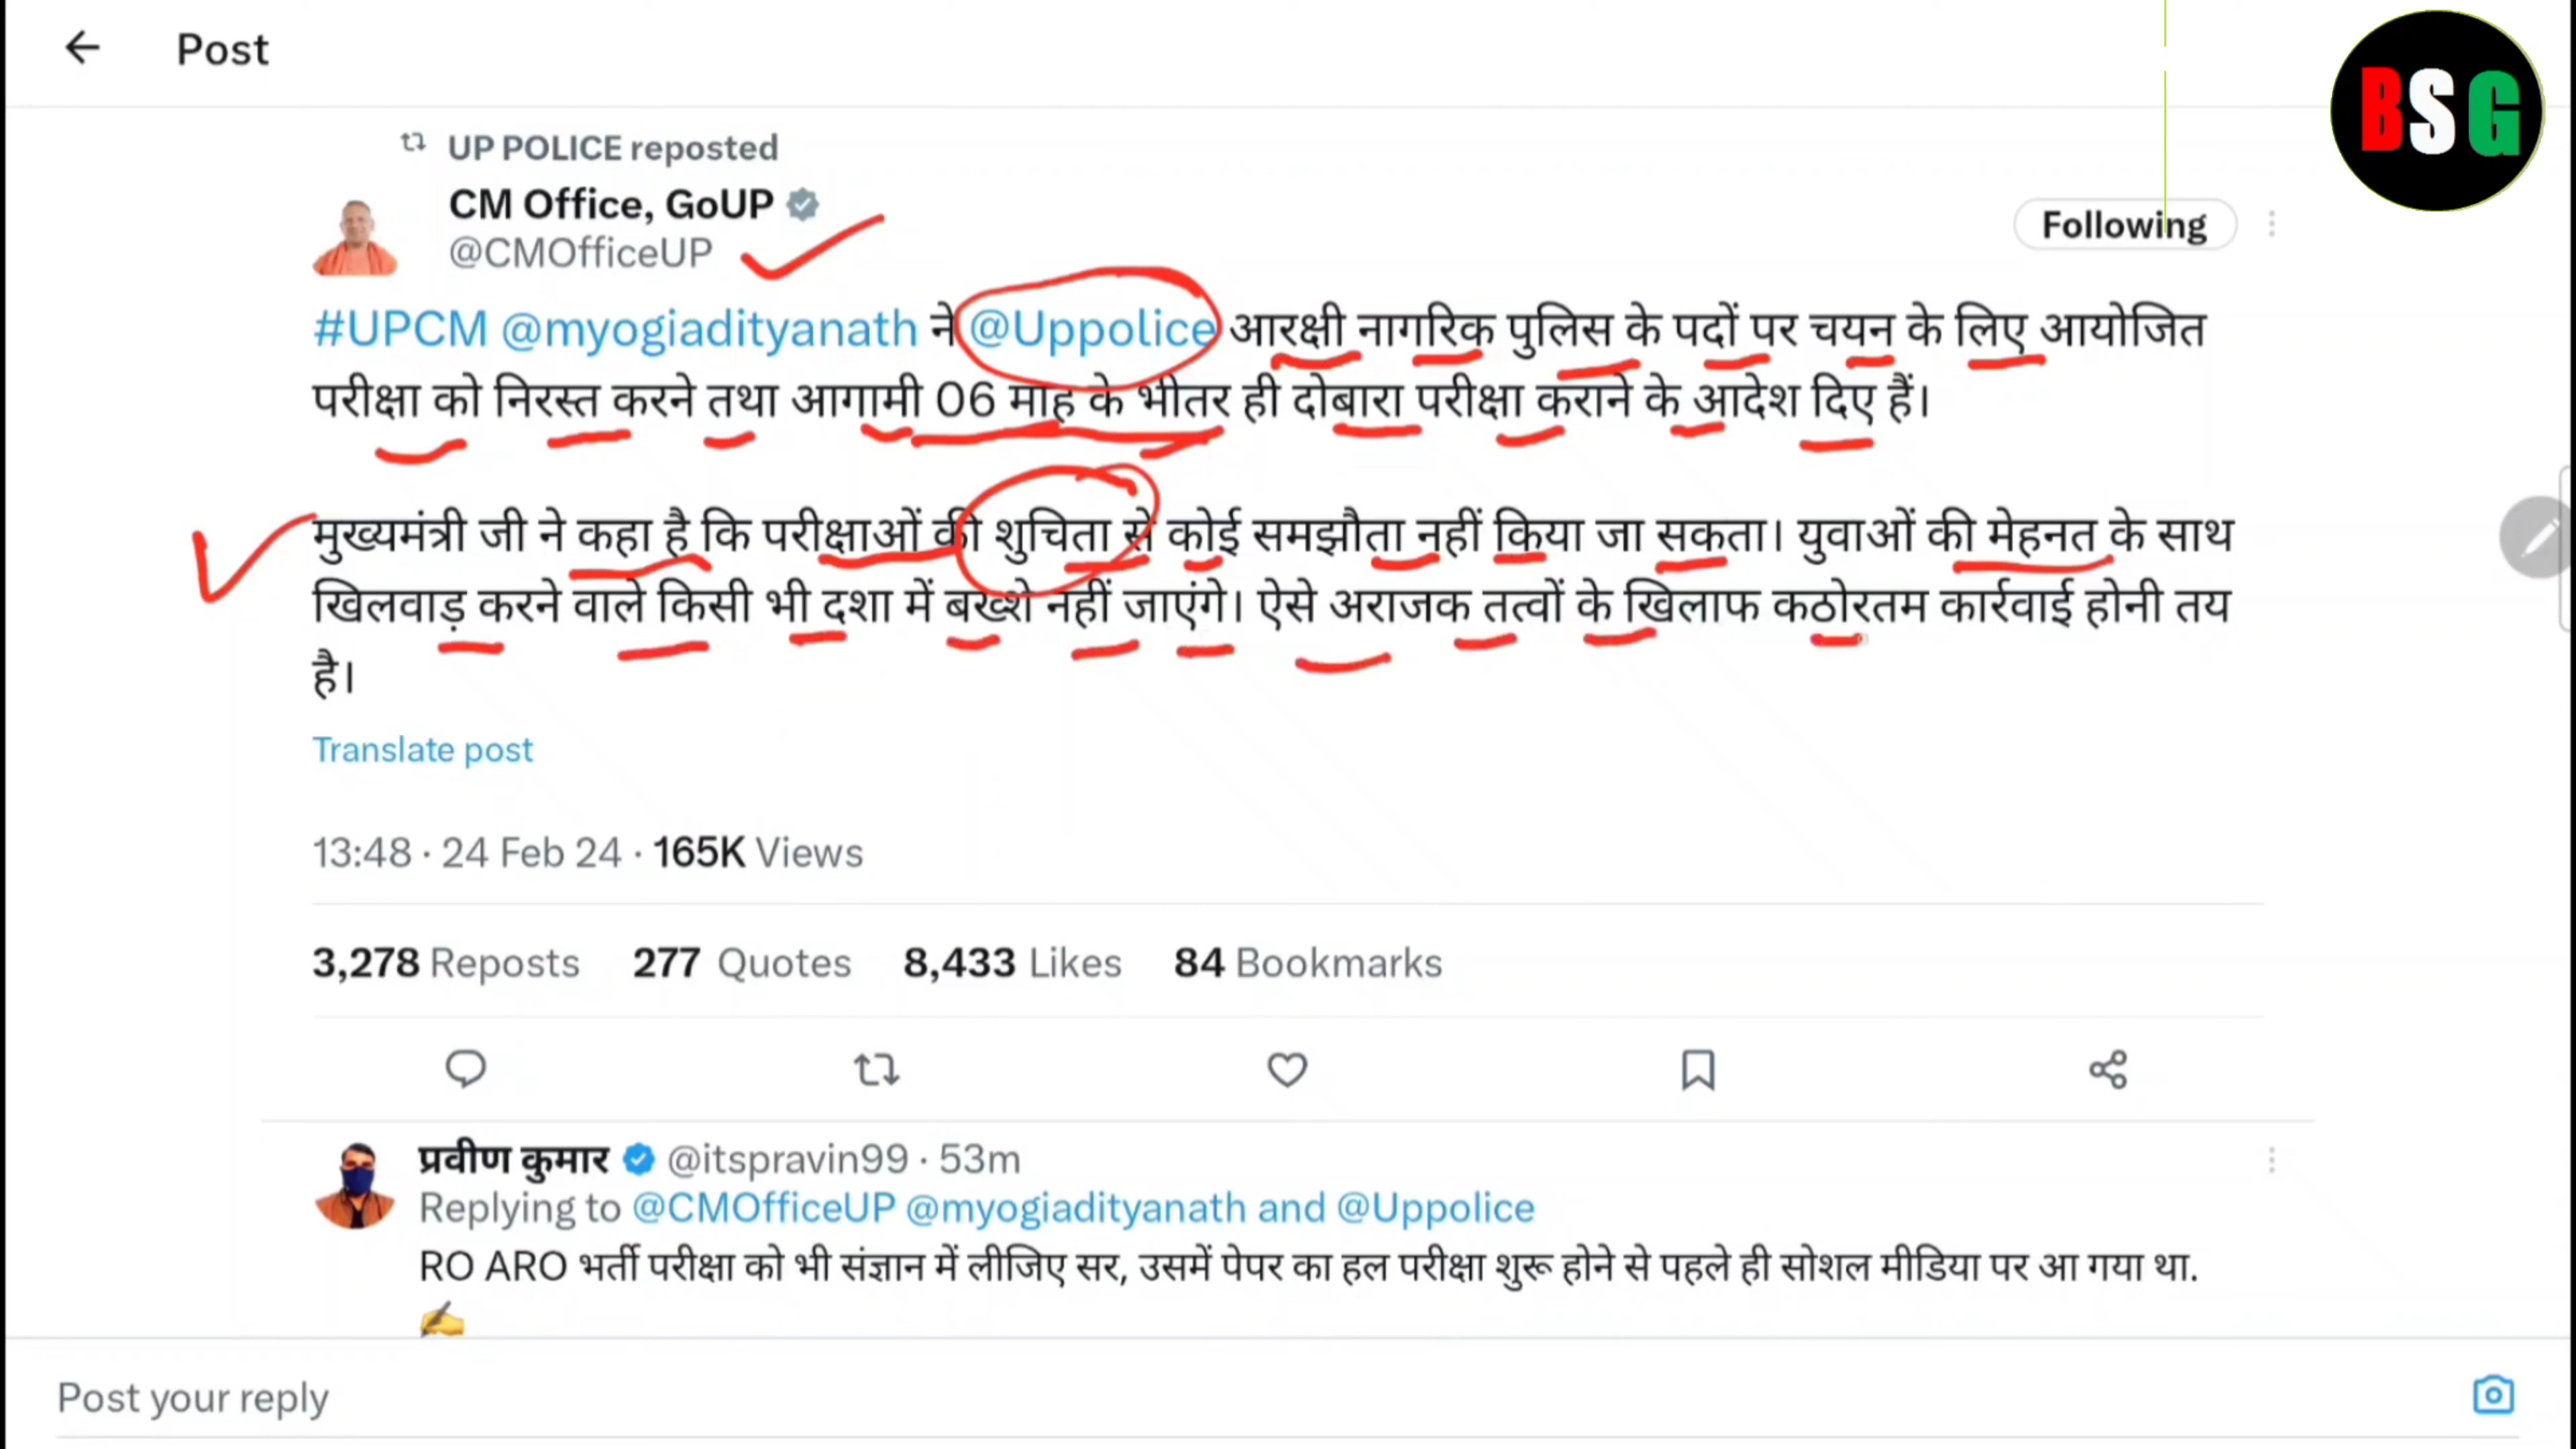 Post
BSG
UP POLICE reposted
CM Office, GoUP
@CMOfficeUP
Following
#UPCM @myogiadityanath ने @Uppolice आरक्षी नागरिक पुलिस के पदों पर चयन के लिए आयोजित
परीक्षा को निरस्त करने तथा आगामी 06 माह के भीतर ही दोबारा परीक्षा कराने के आदेश दिए हैं।
मुख्यमंत्री जी ने कहा है कि परीक्षाओं की शुचिता से कोई समझौता नहीं किया जा सकता। युवाओं की मेहनत के साथ
खिलवाड़ करने वाले किसी भी दशा में बख्शे नहीं जाएंगे। ऐसे अराजक तत्वों के खिलाफ कठोरतम कार्रवाई होनी तय
है।
Translate post
13:48 · 24 Feb 24 · 165K Views
3,278 Reposts 277 Quotes 8,433 Likes 84 Bookmarks
प्रवीण कुमार @itspravin99 · 53m
Replying to @CMOfficeUP @myogiadityanath and @Uppolice
RO ARO भर्ती परीक्षा को भी संज्ञान में लीजिए सर, उसमें पेपर का हल परीक्षा शुरू होने से पहले ही सोशल मीडिया पर आ गया था.
✍️
Post your reply